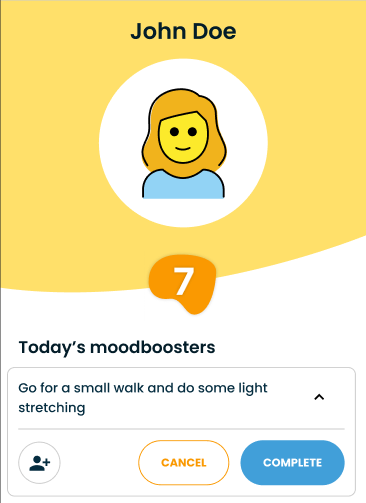 John Doe
7
Today’s moodboosters
Go for a small walk and do some light
stretching
CANCEL
COMPLETE